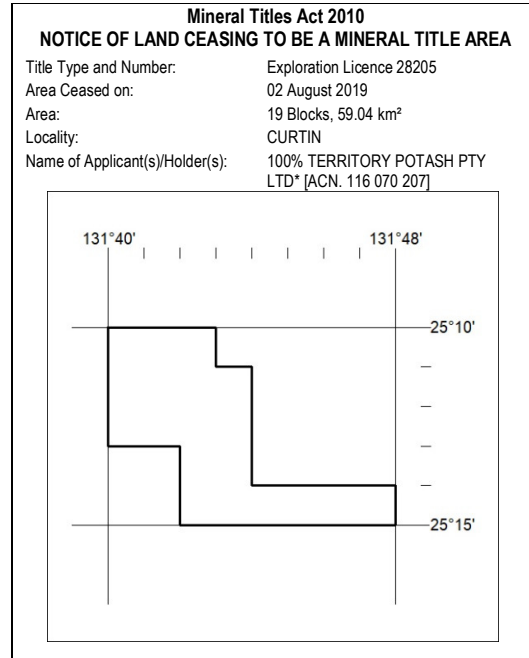 Mineral Titles Act 2010
NOTICE OF LAND CEASING TO BE A MINERAL TITLE AREA
Title Type and Number: Exploration Licence 28205
Area Ceased on: 02 August 2019
Area: 19 Blocks, 59.04 km²
Locality: CURTIN
Name of Applicant(s)/Holder(s): 100% TERRITORY POTASH PTY
LTD* [ACN. 116 070 207]
131°40' 131°48'
25°10'
25°15'